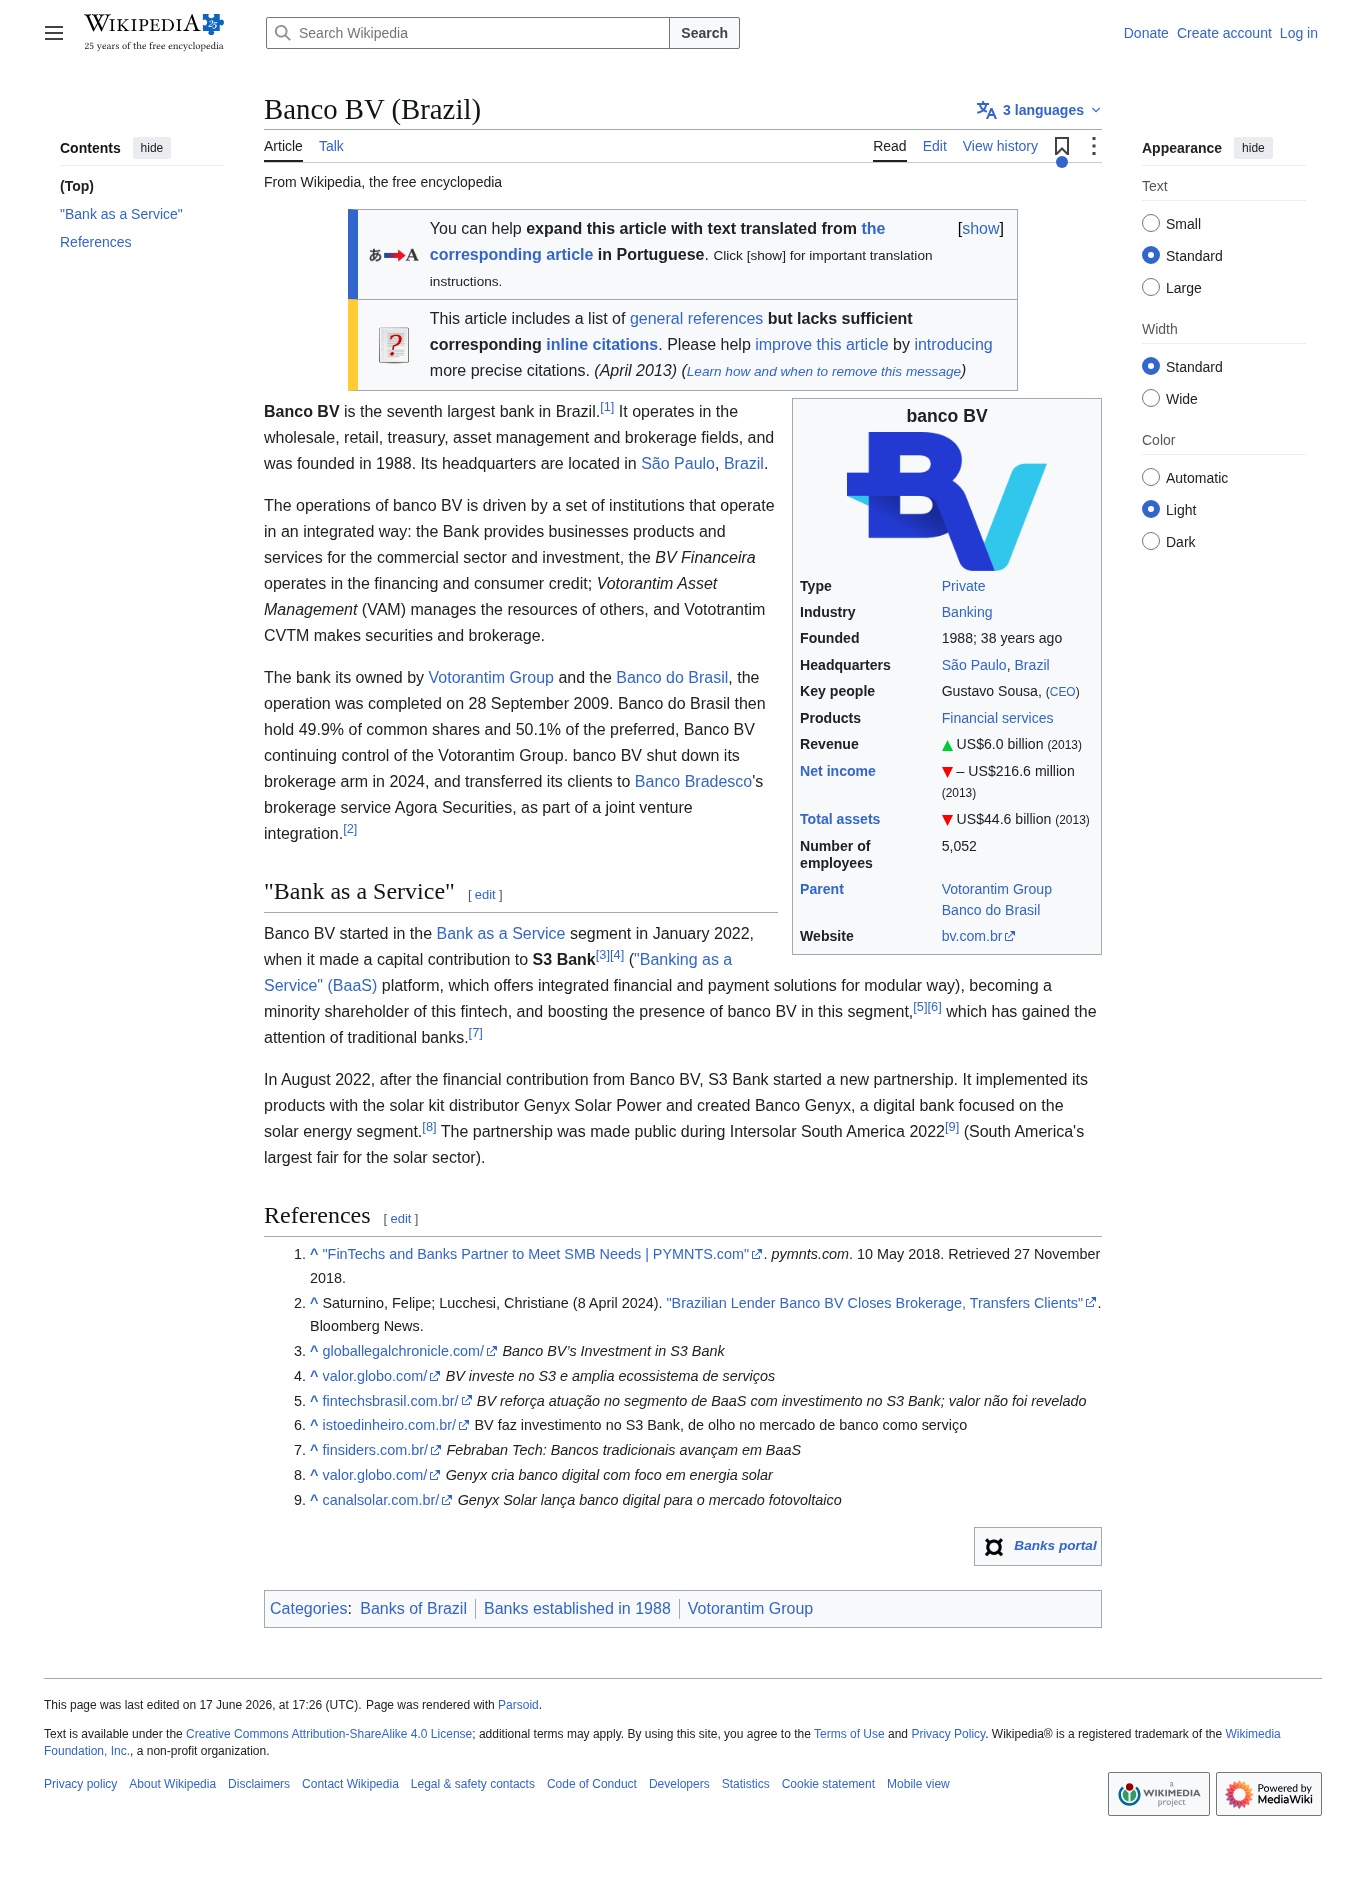 WIKIPEDIA 25
25 years of the free encyclopedia
Search Wikipedia
Search
Donate Create account Log in
Contents hide
(Top)
"Bank as a Service"
References
Banco BV (Brazil)
文A 3 languages
Article Talk
Read Edit View history
From Wikipedia, the free encyclopedia
あ A
You can help expand this article with text translated from the [show]
corresponding article in Portuguese. Click [show] for important translation
instructions.
?
This article includes a list of general references but lacks sufficient
corresponding inline citations. Please help improve this article by introducing
more precise citations. (April 2013) (Learn how and when to remove this message)
Banco BV is the seventh largest bank in Brazil.[1] It operates in the
wholesale, retail, treasury, asset management and brokerage fields, and
was founded in 1988. Its headquarters are located in São Paulo, Brazil.
The operations of banco BV is driven by a set of institutions that operate
in an integrated way: the Bank provides businesses products and
services for the commercial sector and investment, the BV Financeira
operates in the financing and consumer credit; Votorantim Asset
Management (VAM) manages the resources of others, and Vototrantim
CVTM makes securities and brokerage.
The bank its owned by Votorantim Group and the Banco do Brasil, the
operation was completed on 28 September 2009. Banco do Brasil then
hold 49.9% of common shares and 50.1% of the preferred, Banco BV
continuing control of the Votorantim Group. banco BV shut down its
brokerage arm in 2024, and transferred its clients to Banco Bradesco's
brokerage service Agora Securities, as part of a joint venture
integration.[2]
banco BV
BV
Type Private
Industry Banking
Founded 1988; 38 years ago
Headquarters São Paulo, Brazil
Key people Gustavo Sousa, (CEO)
Products Financial services
Revenue ▲ US$6.0 billion (2013)
Net income ▼ – US$216.6 million
(2013)
Total assets ▼ US$44.6 billion (2013)
Number of 5,052
employees
Parent Votorantim Group
Banco do Brasil
Website bv.com.br
"Bank as a Service" [ edit ]
Banco BV started in the Bank as a Service segment in January 2022,
when it made a capital contribution to S3 Bank[3][4] ("Banking as a
Service" (BaaS) platform, which offers integrated financial and payment solutions for modular way), becoming a
minority shareholder of this fintech, and boosting the presence of banco BV in this segment,[5][6] which has gained the
attention of traditional banks.[7]
In August 2022, after the financial contribution from Banco BV, S3 Bank started a new partnership. It implemented its
products with the solar kit distributor Genyx Solar Power and created Banco Genyx, a digital bank focused on the
solar energy segment.[8] The partnership was made public during Intersolar South America 2022[9] (South America's
largest fair for the solar sector).
References [ edit ]
1. ^ "FinTechs and Banks Partner to Meet SMB Needs | PYMNTS.com". pymnts.com. 10 May 2018. Retrieved 27 November
2018.
2. ^ Saturnino, Felipe; Lucchesi, Christiane (8 April 2024). "Brazilian Lender Banco BV Closes Brokerage, Transfers Clients".
Bloomberg News.
3. ^ globallegalchronicle.com/ Banco BV’s Investment in S3 Bank
4. ^ valor.globo.com/ BV investe no S3 e amplia ecossistema de serviços
5. ^ fintechsbrasil.com.br/ BV reforça atuação no segmento de BaaS com investimento no S3 Bank; valor não foi revelado
6. ^ istoedinheiro.com.br/ BV faz investimento no S3 Bank, de olho no mercado de banco como serviço
7. ^ finsiders.com.br/ Febraban Tech: Bancos tradicionais avançam em BaaS
8. ^ valor.globo.com/ Genyx cria banco digital com foco em energia solar
9. ^ canalsolar.com.br/ Genyx Solar lança banco digital para o mercado fotovoltaico
Banks portal
Categories: Banks of Brazil Banks established in 1988 Votorantim Group
Appearance hide
Text
Small
Standard
Large
Width
Standard
Wide
Color
Automatic
Light
Dark
This page was last edited on 17 June 2026, at 17:26 (UTC). Page was rendered with Parsoid.
Text is available under the Creative Commons Attribution-ShareAlike 4.0 License; additional terms may apply. By using this site, you agree to the Terms of Use and Privacy Policy. Wikipedia® is a registered trademark of the Wikimedia
Foundation, Inc., a non-profit organization.
Privacy policy About Wikipedia Disclaimers Contact Wikipedia Legal & safety contacts Code of Conduct Developers Statistics Cookie statement Mobile view
a
WIKIMEDIA
project
Powered by
MediaWiki